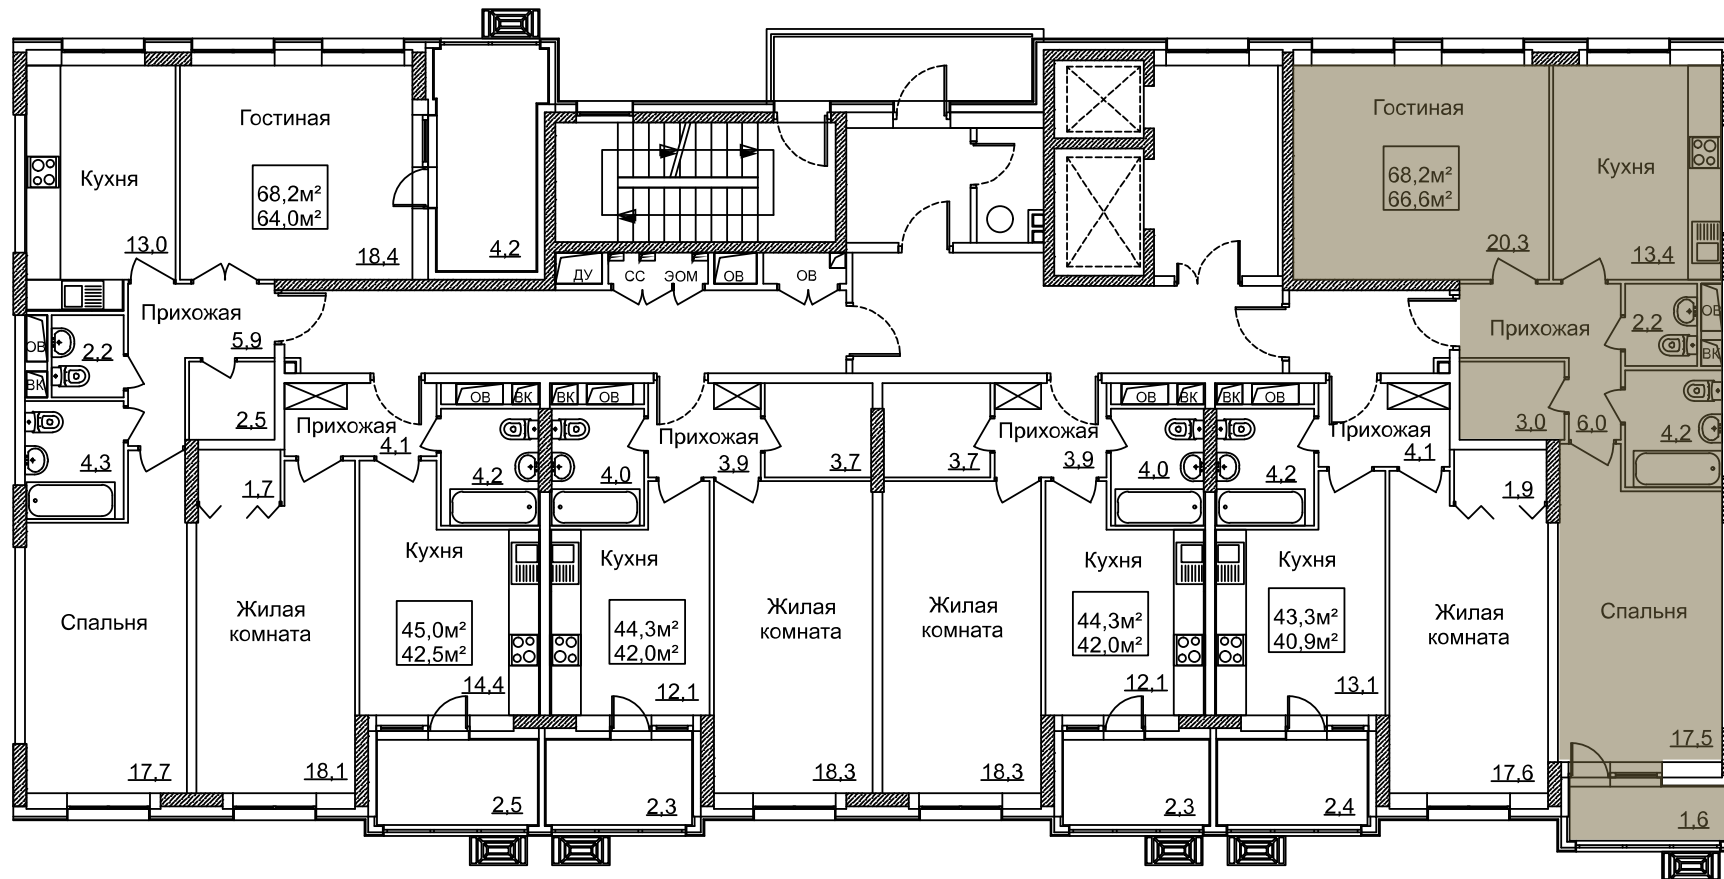 Гостиная
68,2м²
64,0м²
18,4
Кухня
13,0
4,2
ДУ
СС
ЭОМ
ОВ
ОВ
Гостиная
68,2м²
66,6м²
20,3
Кухня
13,4
Прихожая
5,9
ОВ
2,2
ВК
2,5
4,3
1,7
Прихожая
4,1
ОВ
ВК
4,2
ВК
ОВ
4,0
Прихожая
3,9
3,7
3,7
Прихожая
3,9
ОВ
ВК
4,0
ВК
ОВ
4,2
Прихожая
4,1
1,9
Прихожая
2,2
ОВ
ВК
3,0
6,0
4,2
Спальня
17,7
Жилая
комната
18,1
Кухня
45,0м²
42,5м²
14,4
2,5
Кухня
44,3м²
42,0м²
12,1
2,3
Жилая
комната
18,3
Жилая
комната
18,3
Кухня
44,3м²
42,0м²
12,1
2,3
Кухня
43,3м²
40,9м²
13,1
2,4
Жилая
комната
17,6
Спальня
17,5
1,6